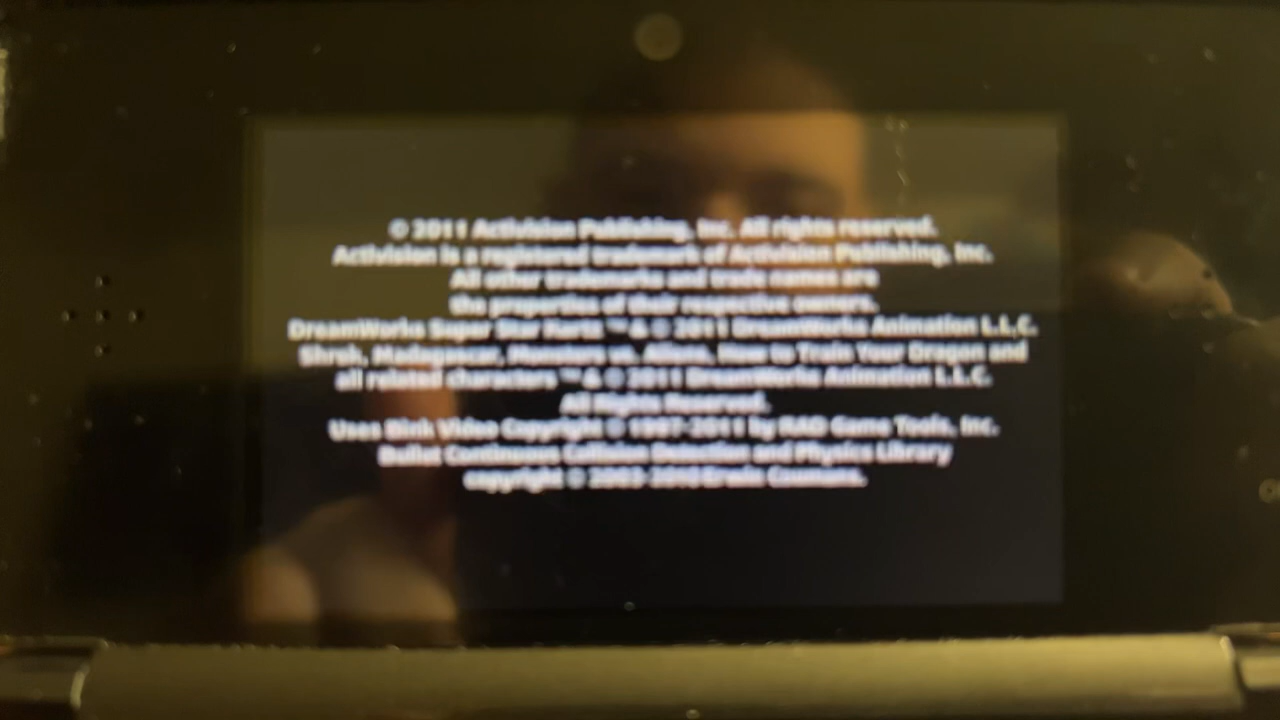 © 2011 Activision Publishing, Inc. All rights reserved.
Activision is a registered trademark of Activision Publishing, Inc.
All other trademarks and trade names are
the properties of their respective owners.
DreamWorks Super Star Kartz ™ & © 2011 DreamWorks Animation L.L.C.
Shrek, Madagascar, Monsters vs. Aliens, How to Train Your Dragon and
all related characters ™ & © 2011 DreamWorks Animation L.L.C.
All Rights Reserved.
Uses Bink Video Copyright © 1997-2011 by RAD Game Tools, Inc.
Bullet Continuous Collision Detection and Physics Library
copyright © 2003-2010 Erwin Coumans.